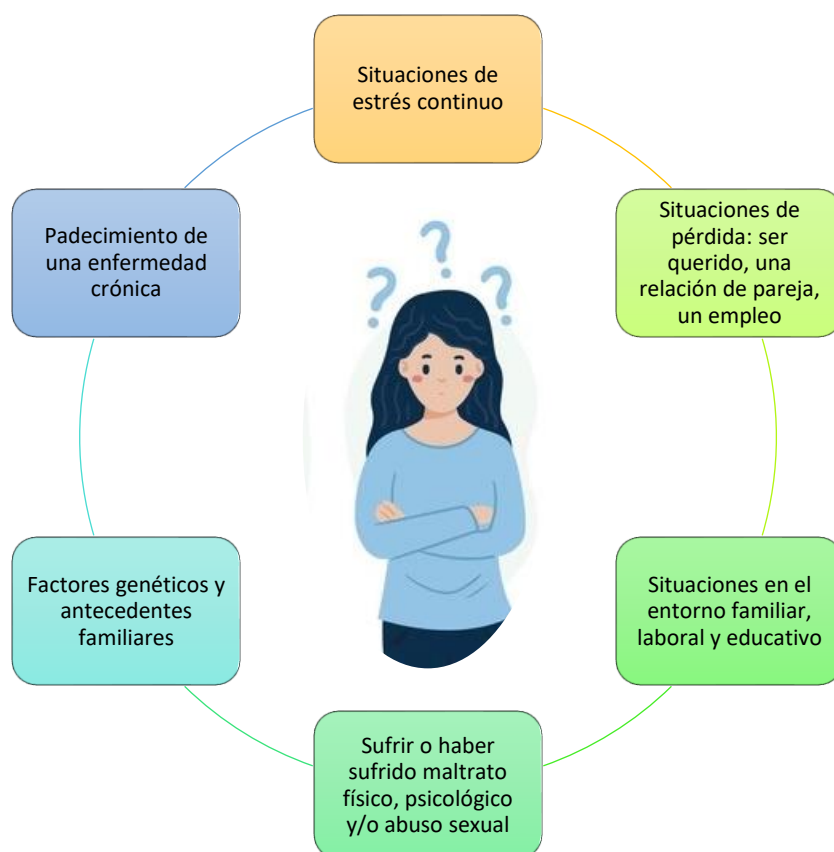 Situaciones de
estrés continuo
Situaciones de
pérdida: ser
querido, una
relación de pareja,
un empleo
Situaciones en el
entorno familiar,
laboral y educativo
Sufrir o haber
sufrido maltrato
físico, psicológico
y/o abuso sexual
Factores genéticos y
antecedentes
familiares
Padecimiento de
una enfermedad
crónica
? ? ?